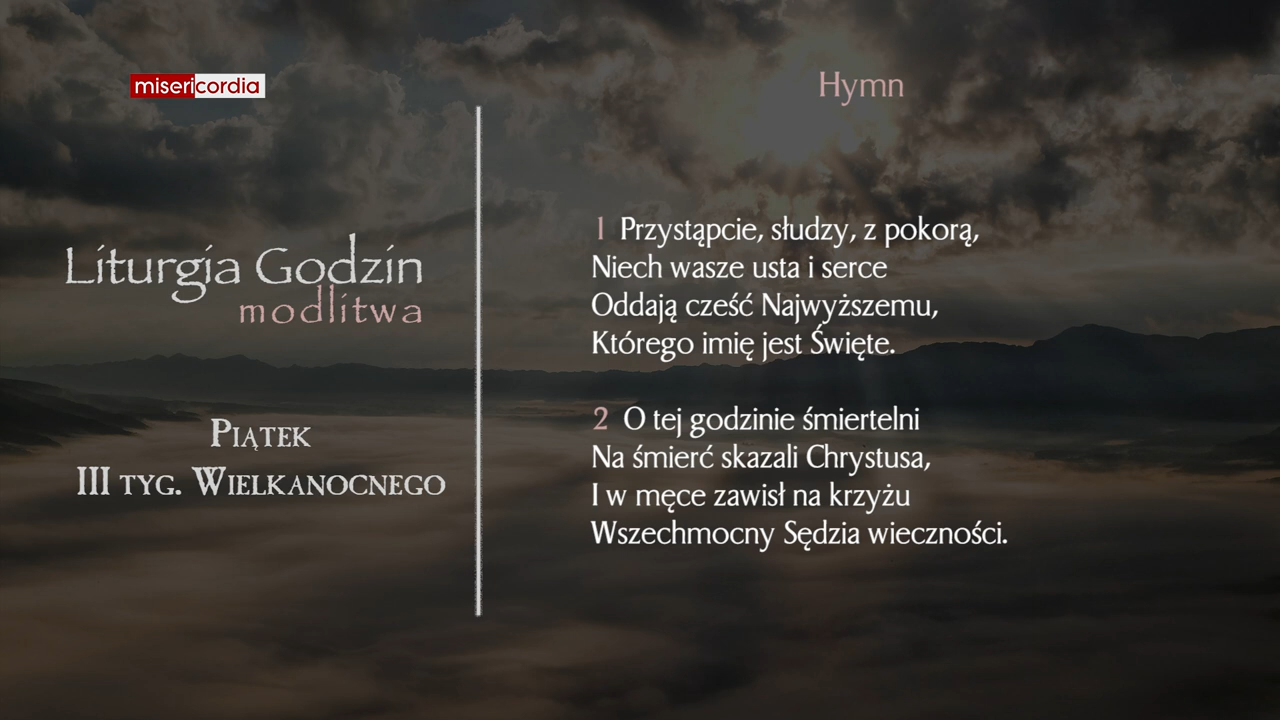 misericordia
Liturgia Godzin
modlitwa
Piątek
III tyg. Wielkanocnego
Hymn
1 Przystąpcie, słudzy, z pokorą,
Niech wasze usta i serce
Oddają cześć Najwyższemu,
Którego imię jest Święte.
2 O tej godzinie śmiertelni
Na śmierć skazali Chrystusa,
I w męce zawisł na krzyżu
Wszechmocny Sędzia wieczności.